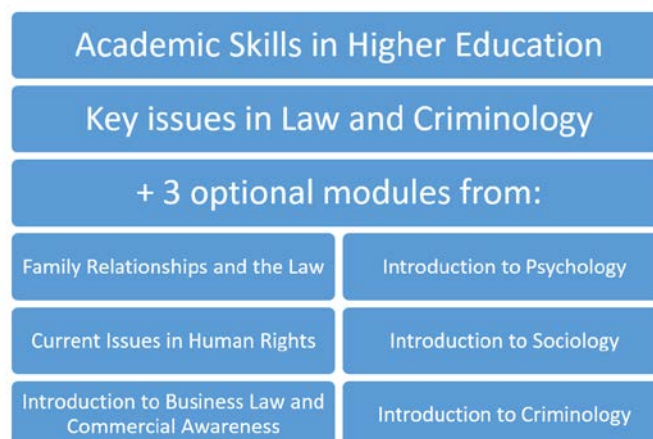 Academic Skills in Higher Education
Key issues in Law and Criminology
+ 3 optional modules from:
Family Relationships and the Law
Introduction to Psychology
Current Issues in Human Rights
Introduction to Sociology
Introduction to Business Law and
Commercial Awareness
Introduction to Criminology